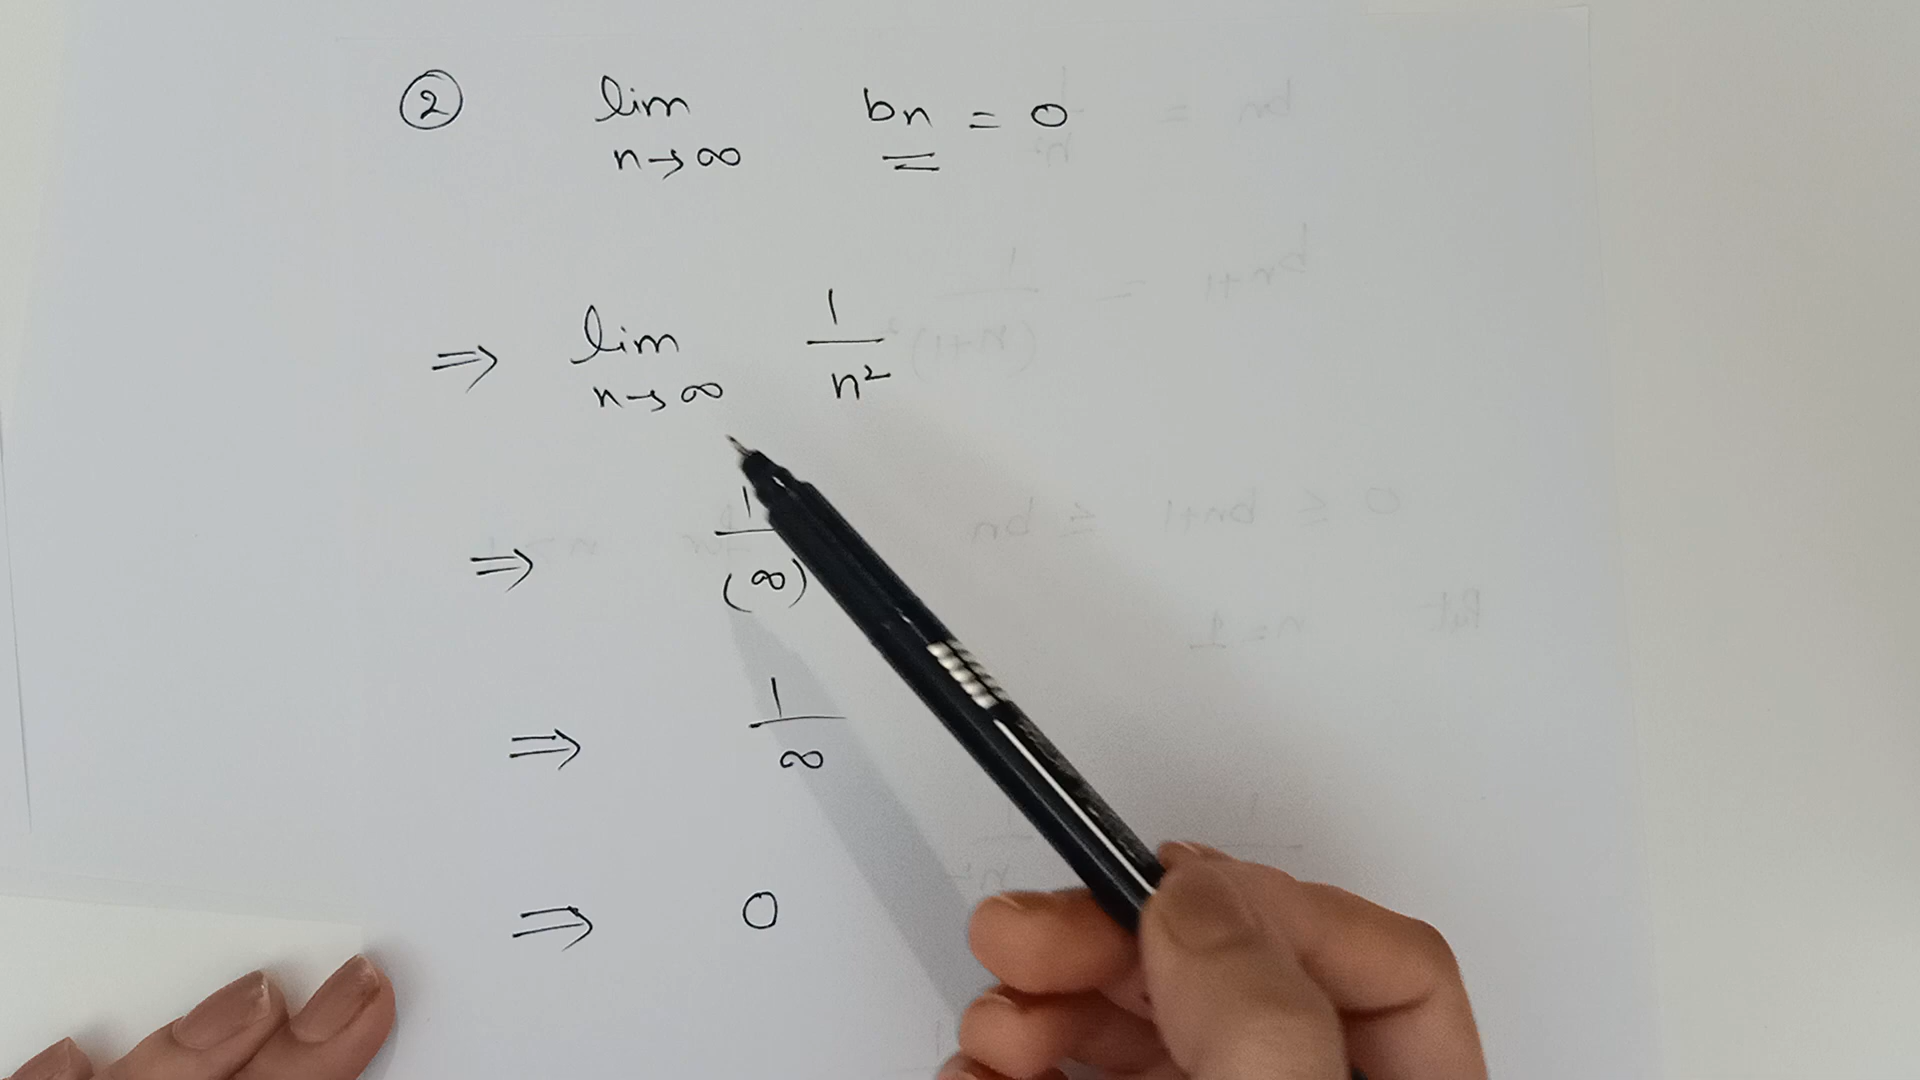 ② lim bn = 0
n→∞
⇒ lim 1/n²
n→∞
⇒ 1/(∞)
⇒ 1/∞
⇒ 0